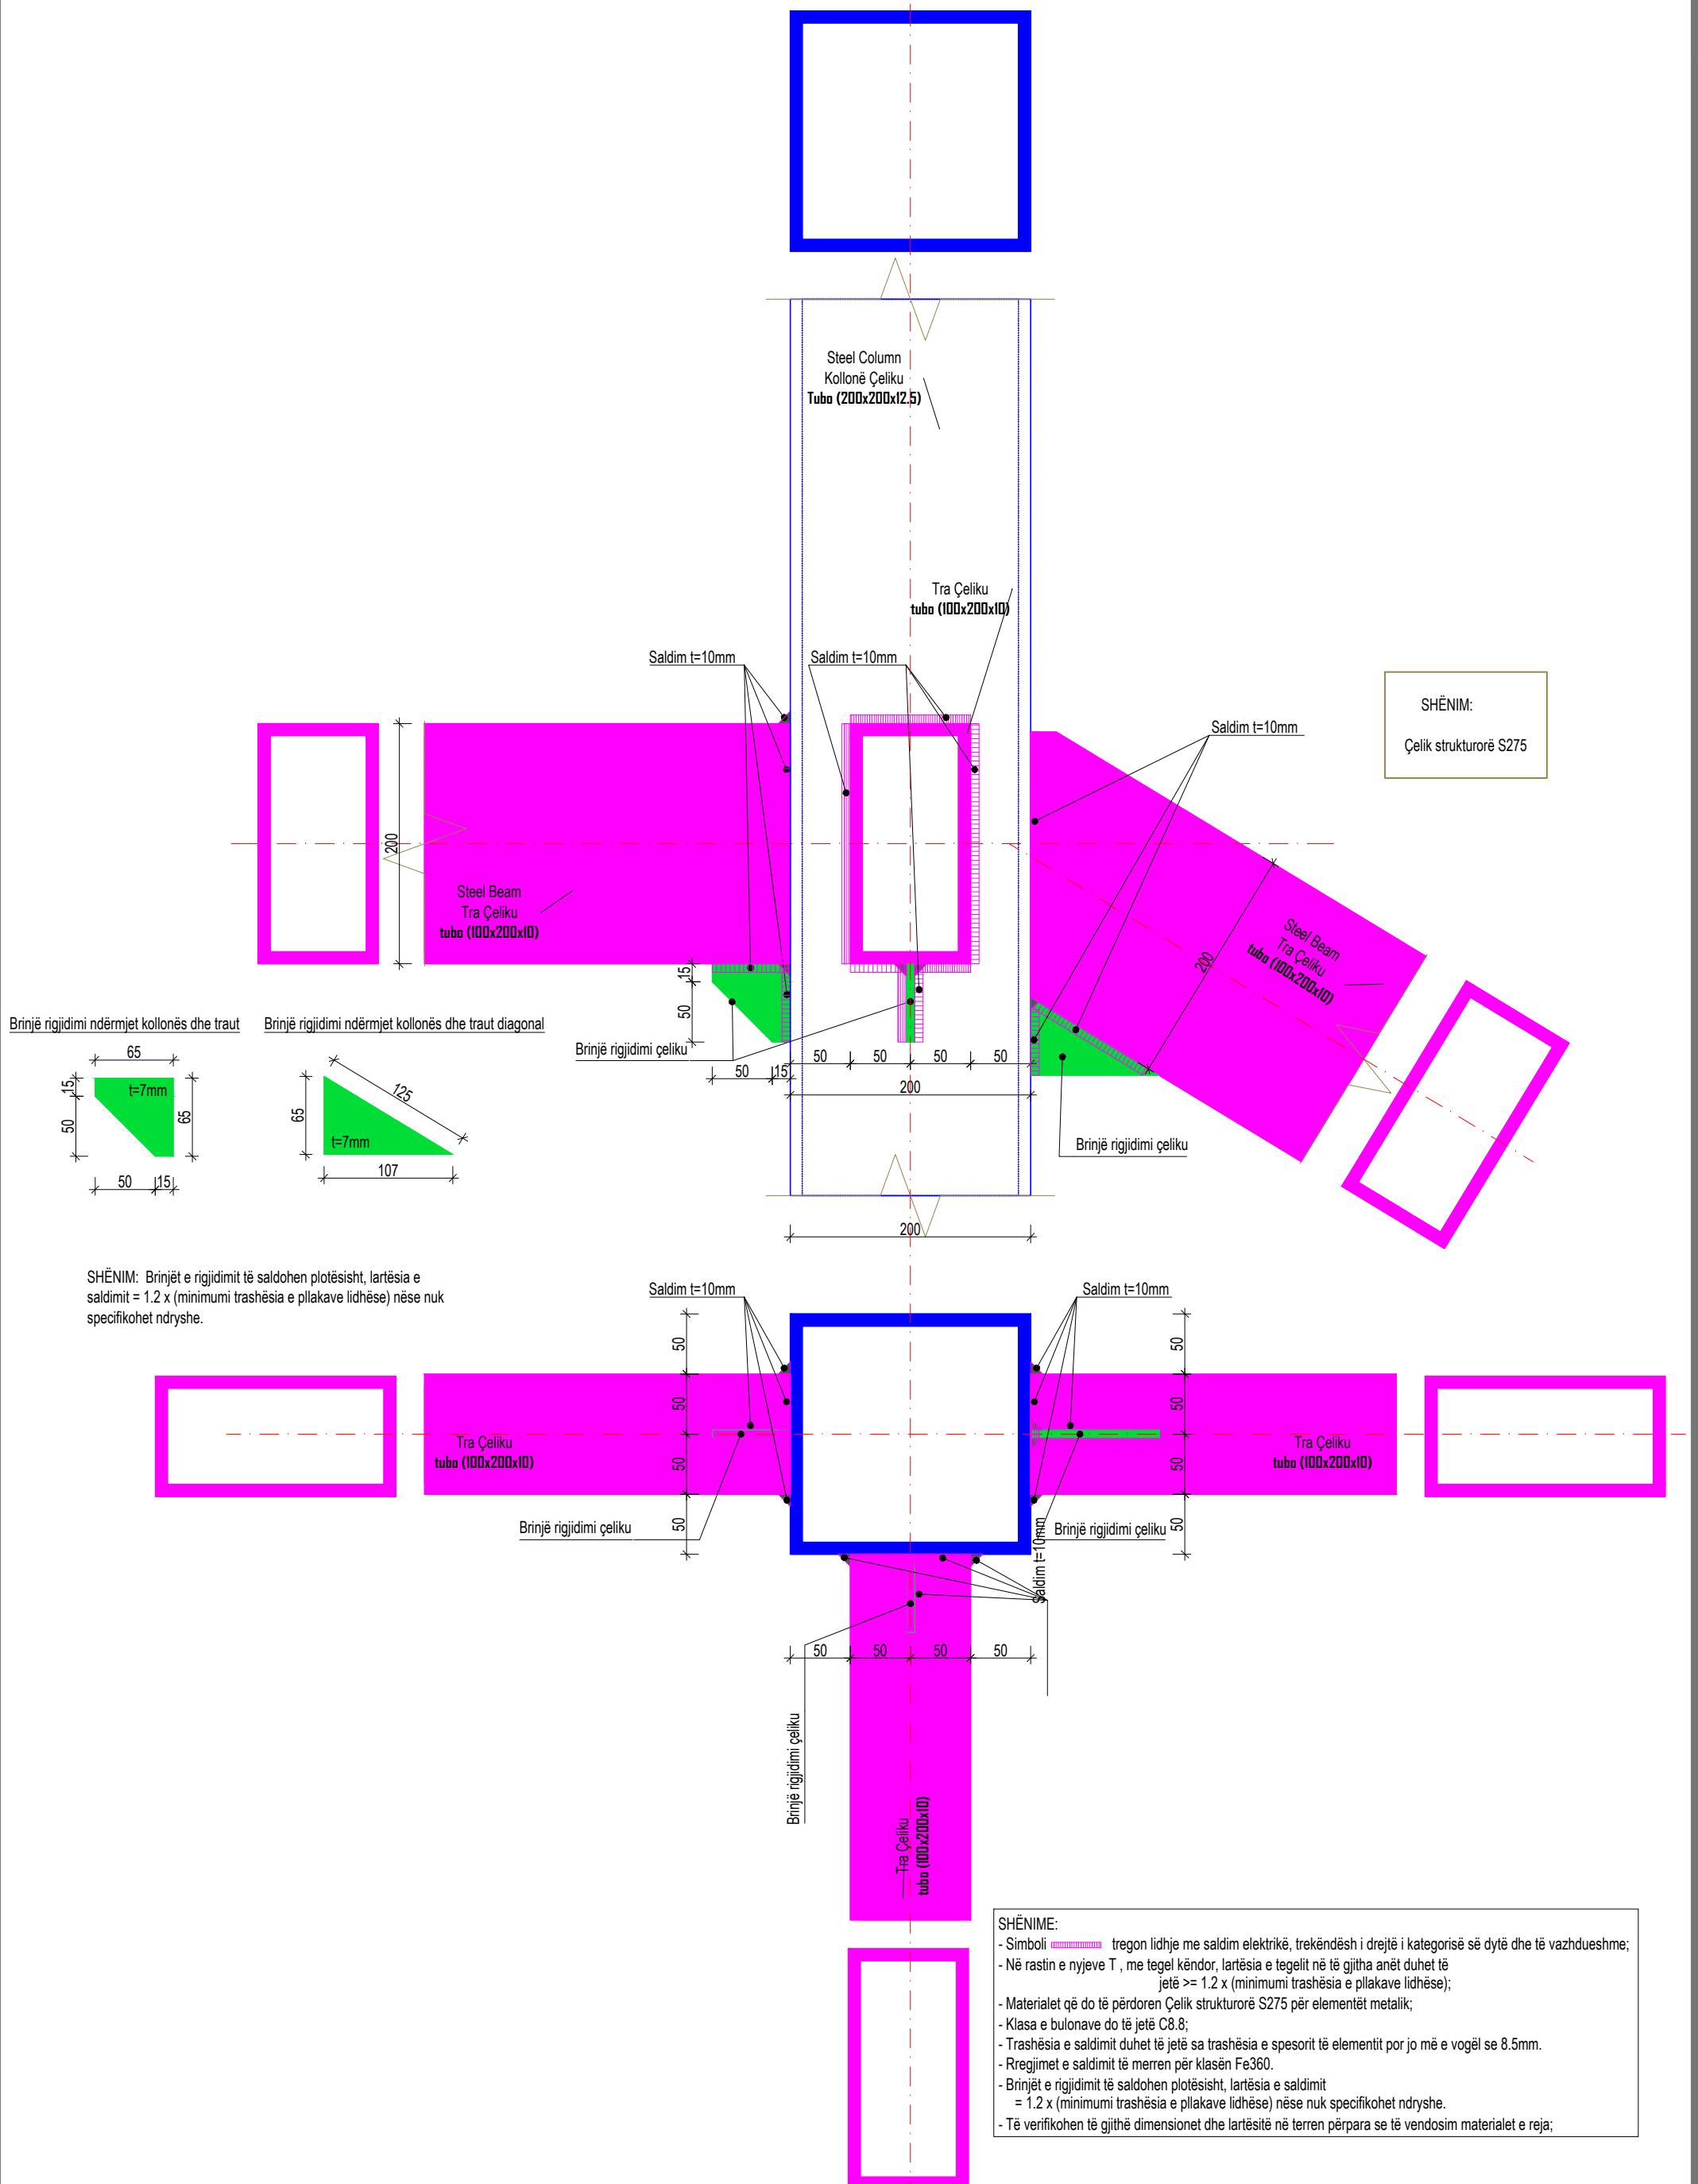 Steel Column
Kollonë Çeliku
Tubo (200x200x12.5)
Tra Çeliku
tubo (100x200x10)
Saldim t=10mm
Saldim t=10mm
Saldim t=10mm
SHËNIM:
Çelik strukturorë S275
200
Steel Beam
Tra Çeliku
tubo (100x200x10)
Steel Beam
Tra Çeliku
tubo (100x200x10)
200
15
50
Brinjë rigjidimi çeliku
50
15
50
50
50
50
200
Brinjë rigjidimi çeliku
Brinjë rigjidimi ndërmjet kollonës dhe traut
65
15
50
t=7mm
65
50
15
Brinjë rigjidimi ndërmjet kollonës dhe traut diagonal
125
65
t=7mm
107
200
SHËNIM: Brinjët e rigjidimit të saldohen plotësisht, lartësia e
saldimit = 1.2 x (minimumi trashësia e pllakave lidhëse) nëse nuk
specifikohet ndryshe.
Saldim t=10mm
Saldim t=10mm
50
50
50
50
50
50
50
50
Tra Çeliku
tubo (100x200x10)
Tra Çeliku
tubo (100x200x10)
Brinjë rigjidimi çeliku
Brinjë rigjidimi çeliku
Saldim t=10mm
50
50
50
50
Brinjë rigjidimi çeliku
Tra Çeliku
tubo (100x200x10)
SHËNIME:
- Simboli tregon lidhje me saldim elektrikë, trekëndësh i drejtë i kategorisë së dytë dhe të vazhdueshme;
- Në rastin e nyjeve T , me tegel këndor, lartësia e tegelit në të gjitha anët duhet të
jetë >= 1.2 x (minimumi trashësia e pllakave lidhëse);
- Materialet që do të përdoren Çelik strukturorë S275 për elementët metalik;
- Klasa e bulonave do të jetë C8.8;
- Trashësia e saldimit duhet të jetë sa trashësia e spesorit të elementit por jo më e vogël se 8.5mm.
- Rregjimet e saldimit të merren për klasën Fe360.
- Brinjët e rigjidimit të saldohen plotësisht, lartësia e saldimit
= 1.2 x (minimumi trashësia e pllakave lidhëse) nëse nuk specifikohet ndryshe.
- Të verifikohen të gjithë dimensionet dhe lartësitë në terren përpara se të vendosim materialet e reja;